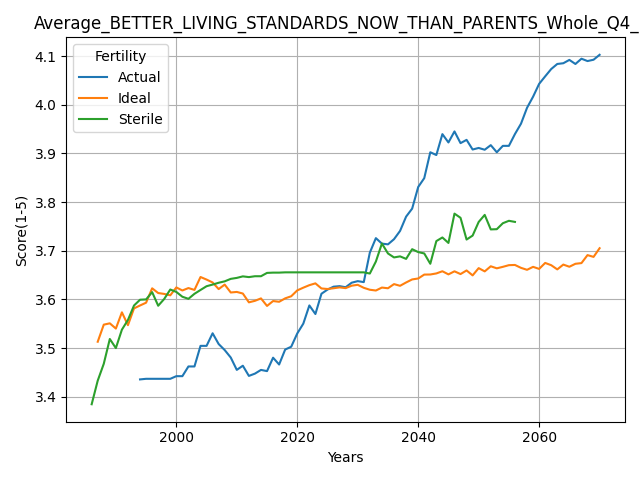 Average_BETTER_LIVING_STANDARDS_NOW_THAN_PARENTS_Whole_Q4_
Fertility
Actual
Ideal
Sterile
4.1
4.0
3.9
3.8
3.7
3.6
3.5
3.4
Score(1-5)
2000 2020 2040 2060
Years